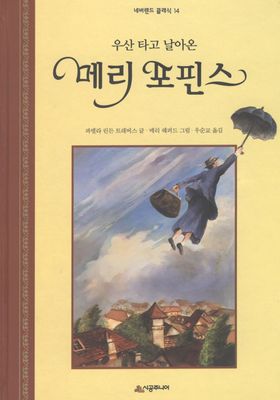 네버랜드 클래식 14
우산 타고 날아온
메리 포핀스
파멜라 린든 트래버스 글 · 메리 쉐퍼드 그림 · 우순교 옮김
시공주니어